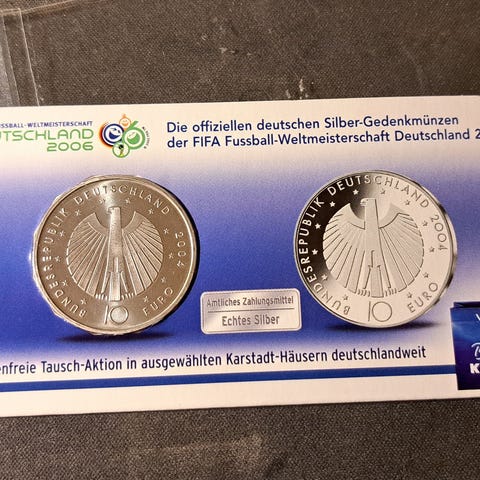 FUSSBALL-WELTMEISTERSCHAFT
DEUTSCHLAND
2006
Die offiziellen deutschen Silber-Gedenkmünzen
der FIFA Fussball-Weltmeisterschaft Deutschland 2
BUNDESREPUBLIK DEUTSCHLAND 2004
10 EURO
BUNDESREPUBLIK DEUTSCHLAND 2004
10 EURO
Amtliches Zahlungsmittel
Echtes Silber
enfreie Tausch-Aktion in ausgewählten Karstadt-Häusern deutschlandweit